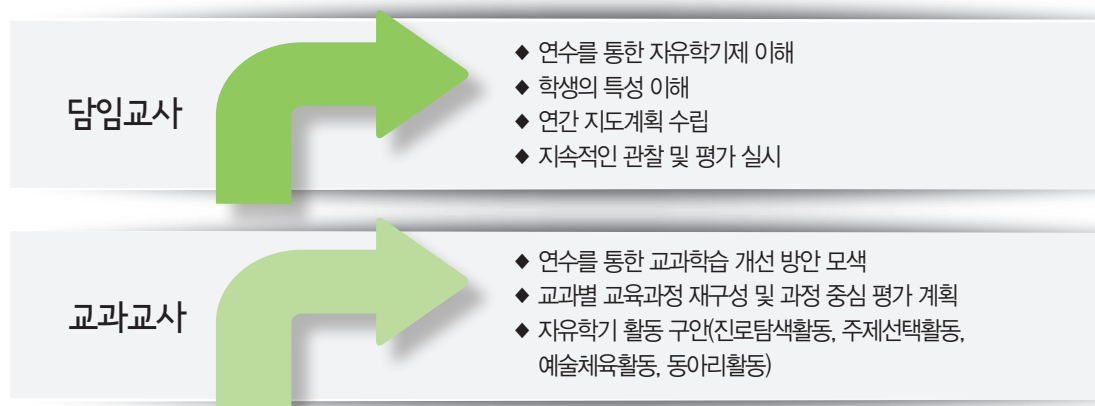 담임교사
◆ 연수를 통한 자유학기제 이해
◆ 학생의 특성 이해
◆ 연간 지도계획 수립
◆ 지속적인 관찰 및 평가 실시
교과교사
◆ 연수를 통한 교과학습 개선 방안 모색
◆ 교과별 교육과정 재구성 및 과정 중심 평가 계획
◆ 자유학기 활동 구안(진로탐색활동, 주제선택활동,
예술체육활동, 동아리활동)